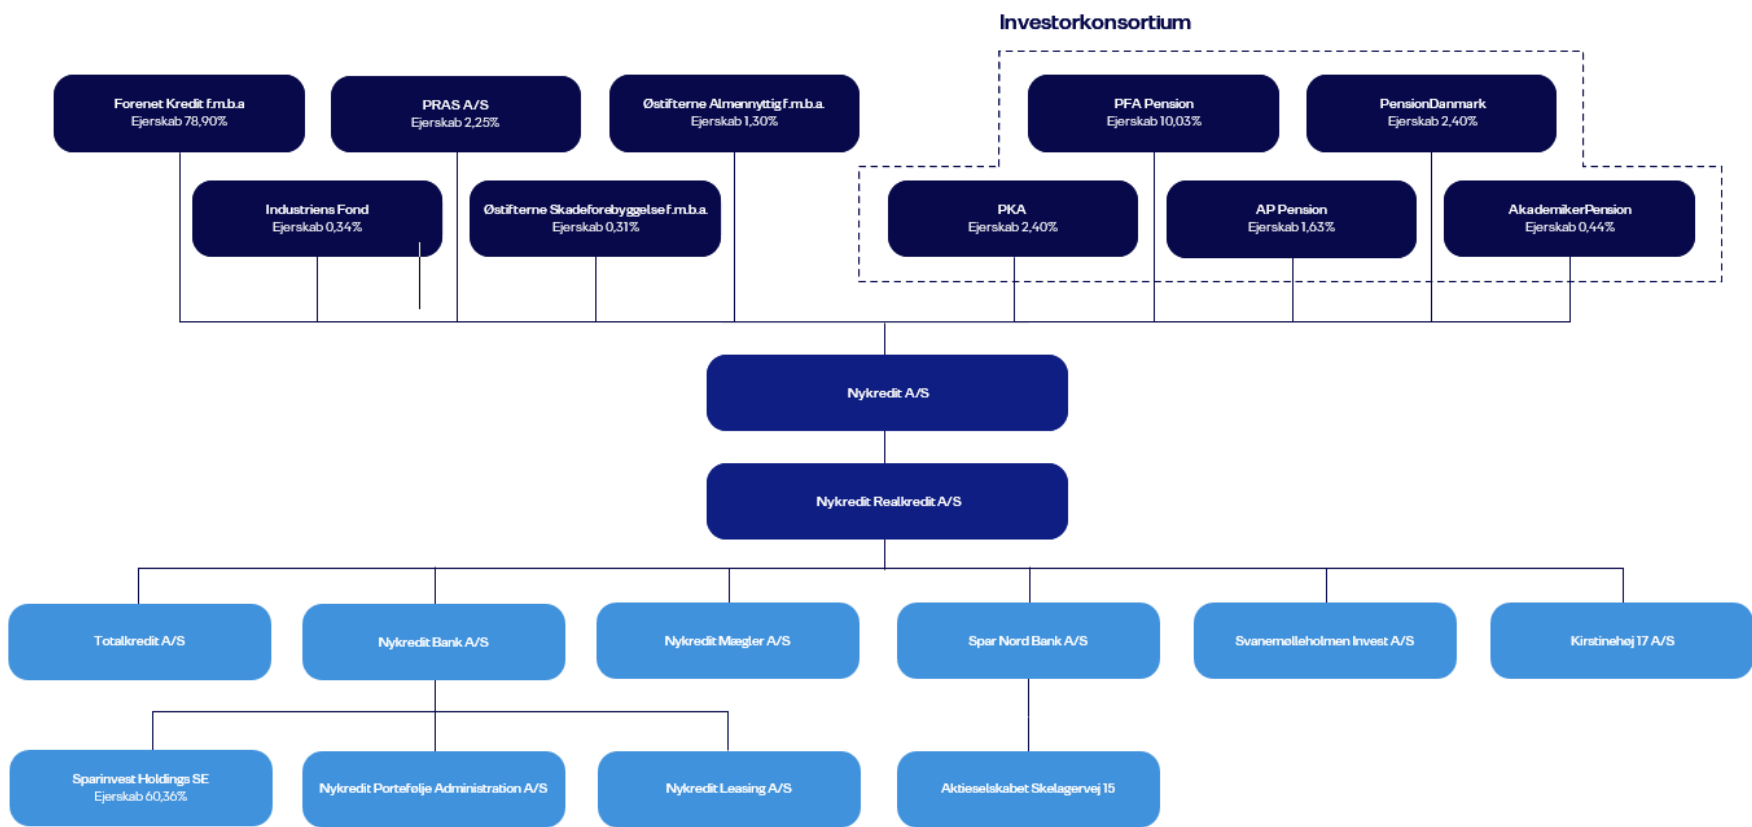 Investorkonsortium
Forenet Kredit f.m.b.a
Ejerskab 78,90%
PRAS A/S
Ejerskab 2,25%
Østifterne Almennyttig f.m.b.a.
Ejerskab 1,30%
PFA Pension
Ejerskab 10,03%
PensionDanmark
Ejerskab 2,40%
Industriens Fond
Ejerskab 0,34%
Østifterne Skadeforebyggelse f.m.b.a.
Ejerskab 0,31%
PKA
Ejerskab 2,40%
AP Pension
Ejerskab 1,63%
AkademikerPension
Ejerskab 0,44%
Nykredit A/S
Nykredit Realkredit A/S
Totalkredit A/S
Nykredit Bank A/S
Nykredit Mægler A/S
Spar Nord Bank A/S
Svanemølleholmen Invest A/S
Kirstinehøj 17 A/S
Sparinvest Holdings SE
Ejerskab 60,36%
Nykredit Portefølje Administration A/S
Nykredit Leasing A/S
Aktieselskabet Skelagervej 15